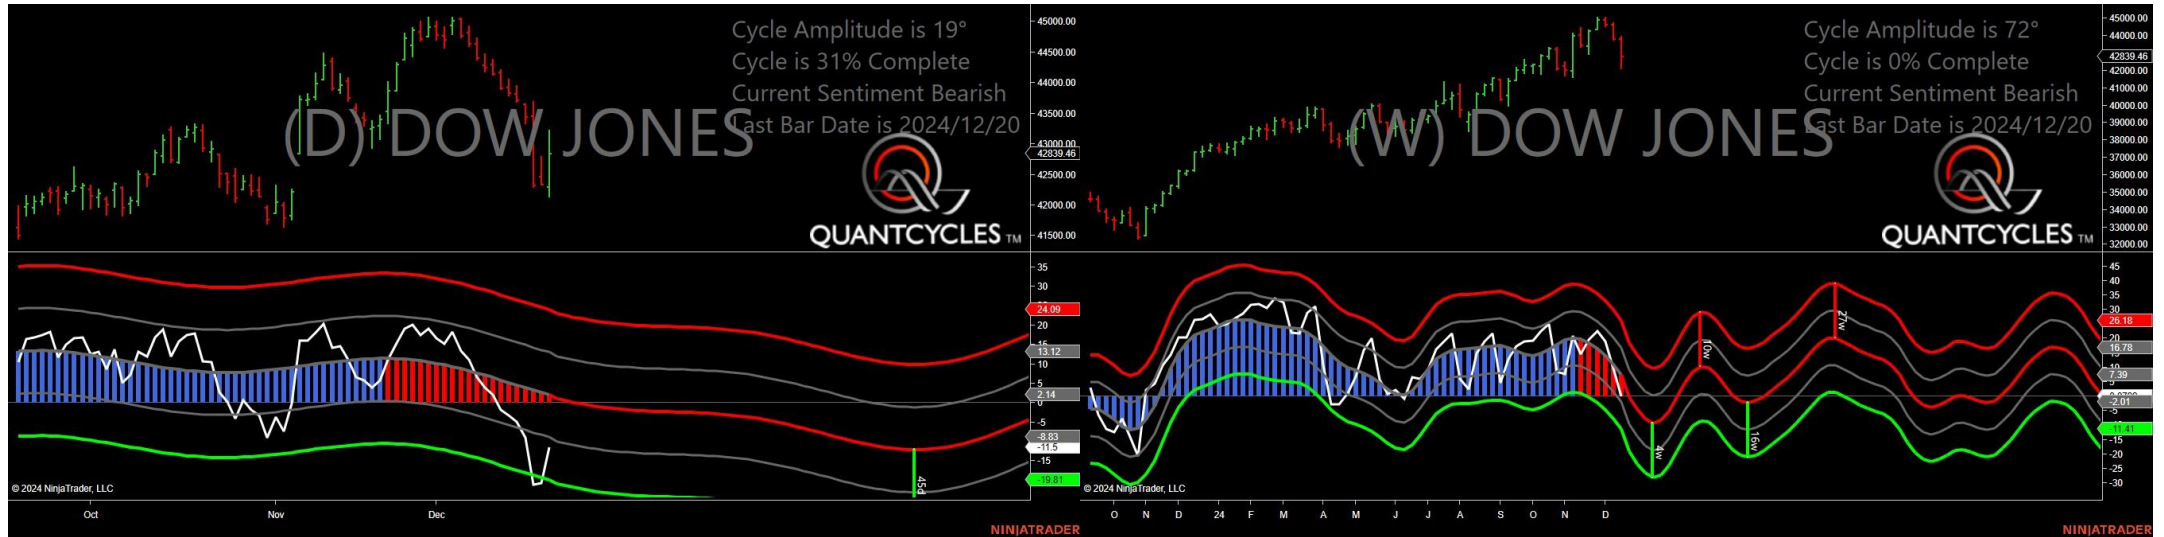 Cycle Amplitude is 19°
Cycle is 31% Complete
Current Sentiment Bearish
Last Bar Date is 2024/12/20
(D) DOW JONES
QUANTCYCLES TM
45000.00
44500.00
44000.00
43500.00
43000.00
42839.46
42500.00
42000.00
41500.00
35
30
24.09
20
15
13.12
10
5
2.14
0
-5
-8.83
-11.5
-15
-19.81
45d
© 2024 NinjaTrader, LLC
Oct Nov Dec
NINJATRADER
Cycle Amplitude is 72°
Cycle is 0% Complete
Current Sentiment Bearish
Last Bar Date is 2024/12/20
(W) DOW JONES
QUANTCYCLES TM
45000.00
44000.00
42839.46
42000.00
41000.00
40000.00
39000.00
38000.00
37000.00
36000.00
35000.00
34000.00
33000.00
32000.00
45
40
35
30
26.18
20
16.78
10
7.39
5
-2.01
-5
-11.41
-15
-20
-25
-30
4w
10w
16w
27w
© 2024 NinjaTrader, LLC
O N D 24 F M A M J J A S O N D
NINJATRADER